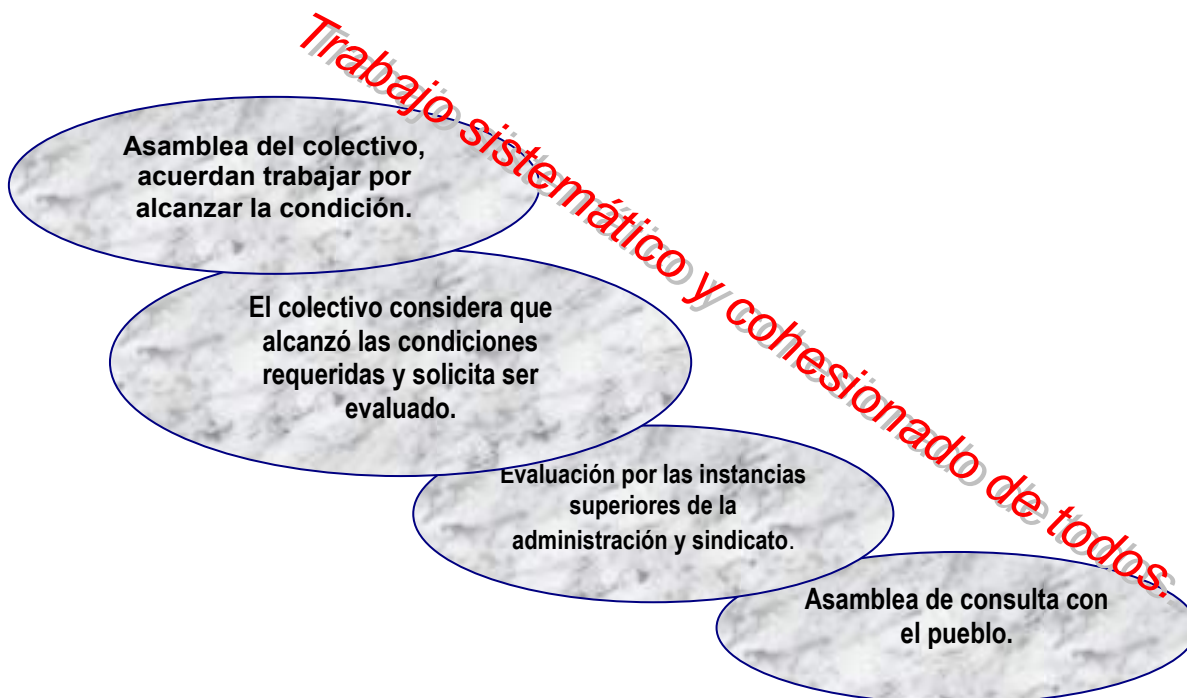 Trabajo sistemático y cohesionado de todos.
Asamblea del colectivo,
acuerdan trabajar por
alcanzar la condición.
El colectivo considera que
alcanzó las condiciones
requeridas y solicita ser
evaluado.
Evaluación por las instancias
superiores de la
administración y sindicato.
Asamblea de consulta con
el pueblo.